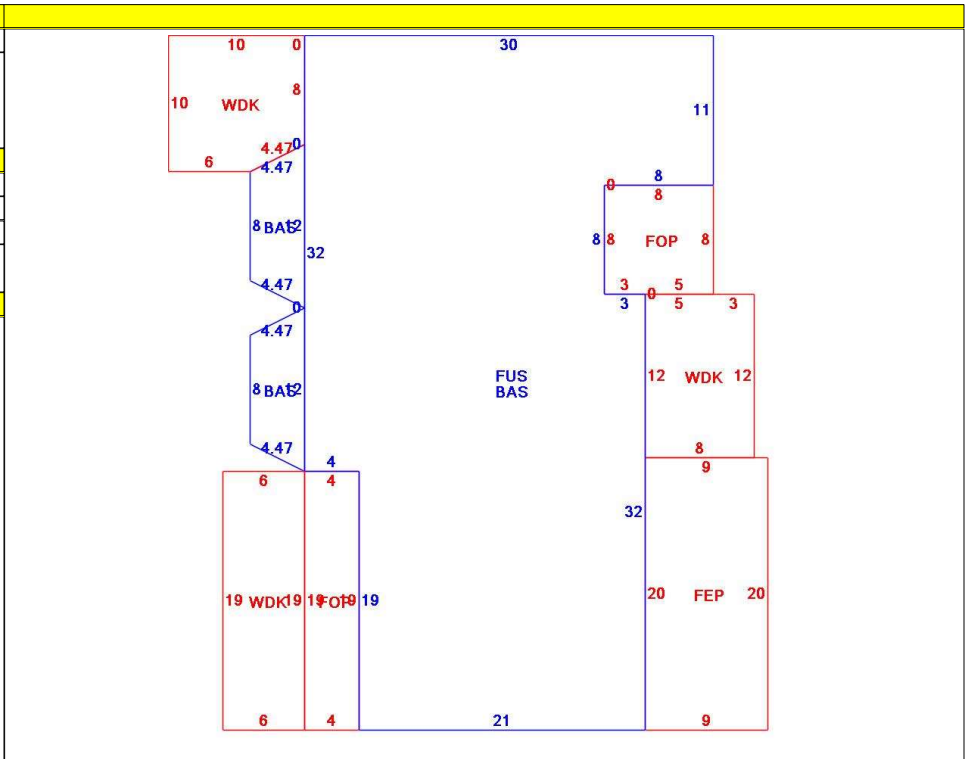 10 0 30
8
10 WDK 11
0
4.47
6 4.47 8
0 8
8 BAS 12
8 8 FOP 8
32
4.47 3 5
0 0
3 5 3
4.47
FUS
12 WDK 12
8 BAS 12
BAS
4.47 8
4
6 4 9
32
19 WDK 19 19 FOP 19 19
20 FEP 20
6 4 21 9